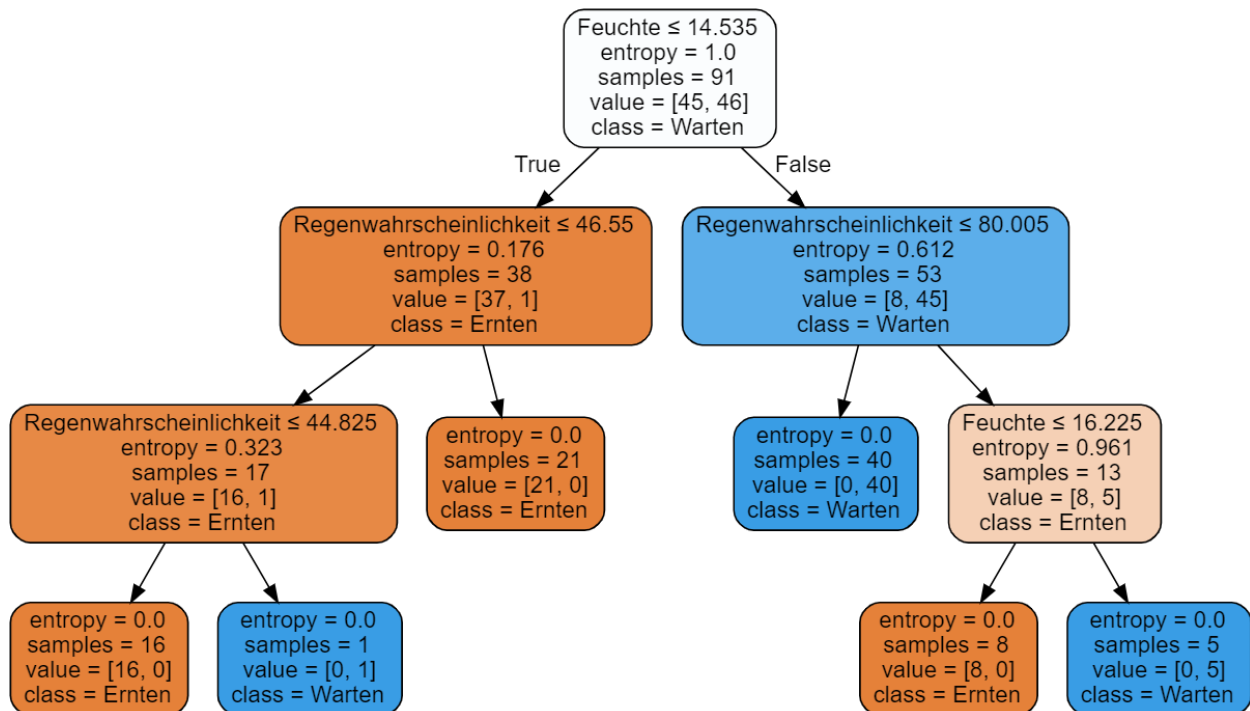 Feuchte ≤ 14.535
entropy = 1.0
samples = 91
value = [45, 46]
class = Warten
True
False
Regenwahrscheinlichkeit ≤ 46.55
entropy = 0.176
samples = 38
value = [37, 1]
class = Ernten
Regenwahrscheinlichkeit ≤ 80.005
entropy = 0.612
samples = 53
value = [8, 45]
class = Warten
Regenwahrscheinlichkeit ≤ 44.825
entropy = 0.323
samples = 17
value = [16, 1]
class = Ernten
entropy = 0.0
samples = 21
value = [21, 0]
class = Ernten
entropy = 0.0
samples = 40
value = [0, 40]
class = Warten
Feuchte ≤ 16.225
entropy = 0.961
samples = 13
value = [8, 5]
class = Ernten
entropy = 0.0
samples = 16
value = [16, 0]
class = Ernten
entropy = 0.0
samples = 1
value = [0, 1]
class = Warten
entropy = 0.0
samples = 8
value = [8, 0]
class = Ernten
entropy = 0.0
samples = 5
value = [0, 5]
class = Warten